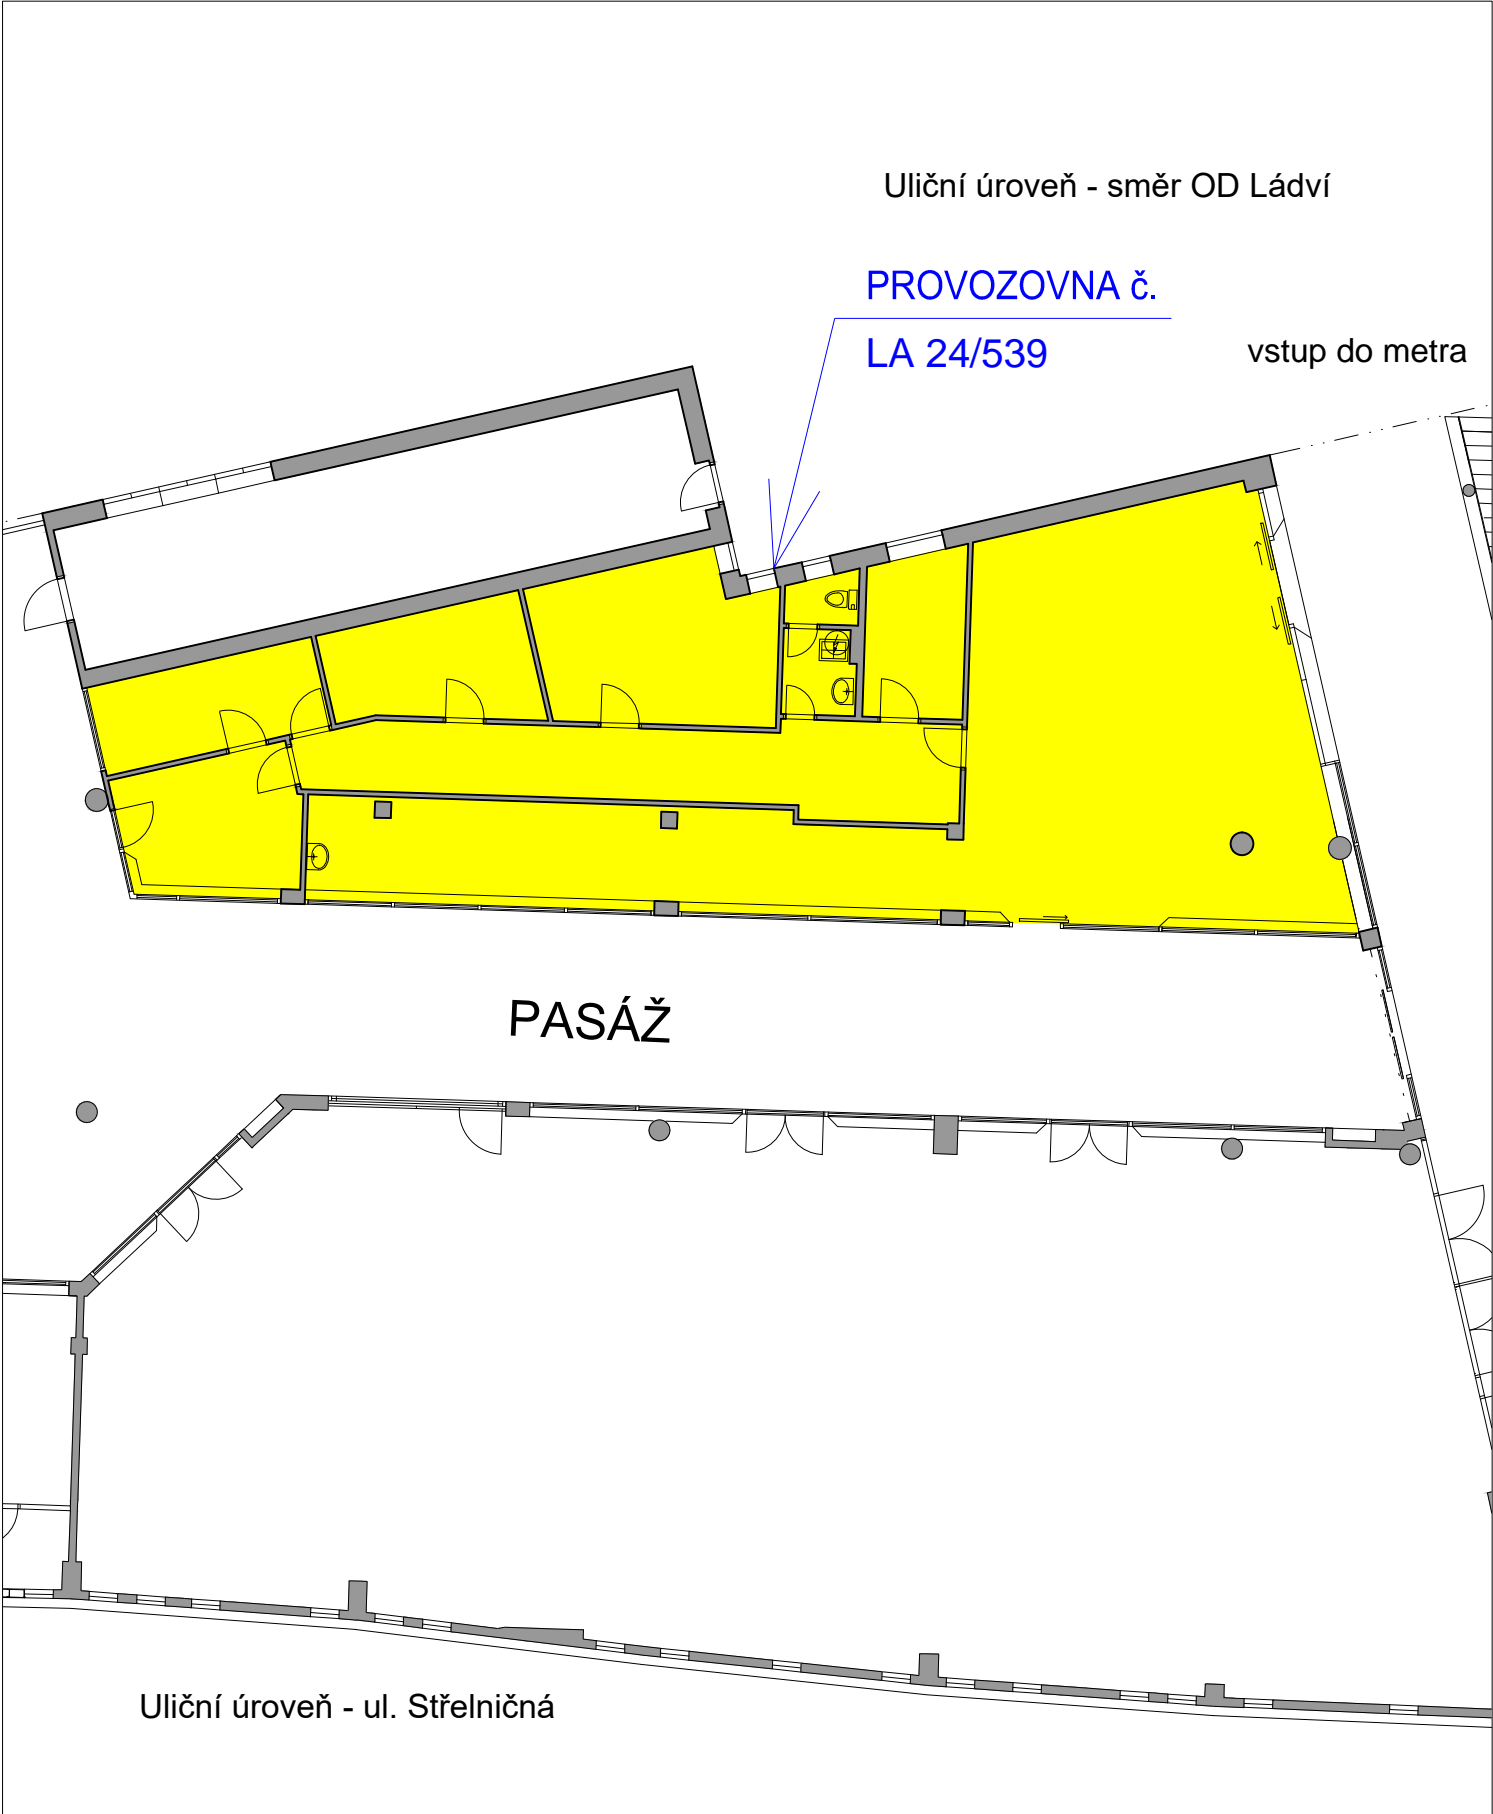 Uliční úroveň - směr OD Ládví
PROVOZOVNA č.
LA 24/539
vstup do metra
PASÁŽ
Uliční úroveň - ul. Střelničná